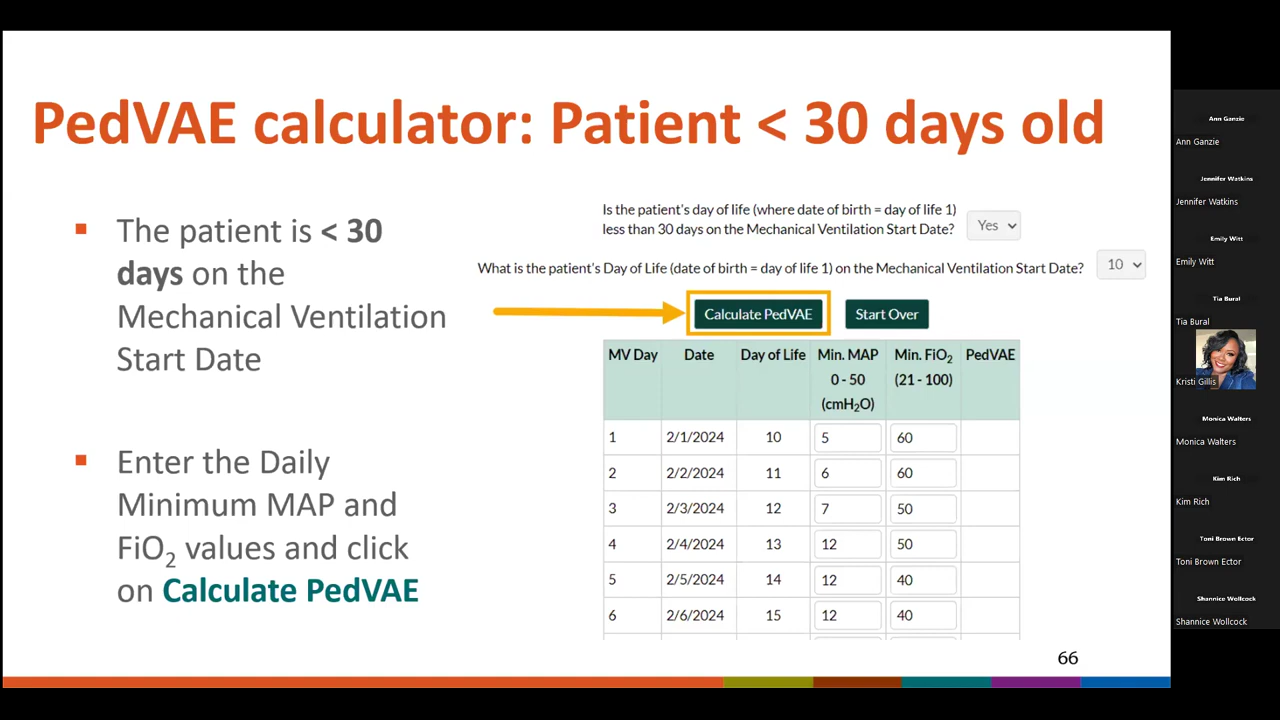 PedVAE calculator: Patient < 30 days old
▪ The patient is < 30
days on the
Mechanical Ventilation
Start Date
▪ Enter the Daily
Minimum MAP and
FiO₂ values and click
on Calculate PedVAE
Is the patient's day of life (where date of birth = day of life 1)
less than 30 days on the Mechanical Ventilation Start Date? Yes
What is the patient's Day of Life (date of birth = day of life 1) on the Mechanical Ventilation Start Date? 10
Calculate PedVAE Start Over
MV Day Date Day of Life Min. MAP Min. FiO₂ PedVAE
0 - 50 (21 - 100)
(cmH₂O)
1 2/1/2024 10 5 60
2 2/2/2024 11 6 60
3 2/3/2024 12 7 50
4 2/4/2024 13 12 50
5 2/5/2024 14 12 40
6 2/6/2024 15 12 40
66
Ann Ganzie
Ann Ganzie
Jennifer Watkins
Jennifer Watkins
Emily Witt
Emily Witt
Tia Bural
Tia Bural
Kristi Gillis
Monica Walters
Monica Walters
Kim Rich
Kim Rich
Toni Brown Ector
Toni Brown Ector
Shannice Wollcock
Shannice Wollcock